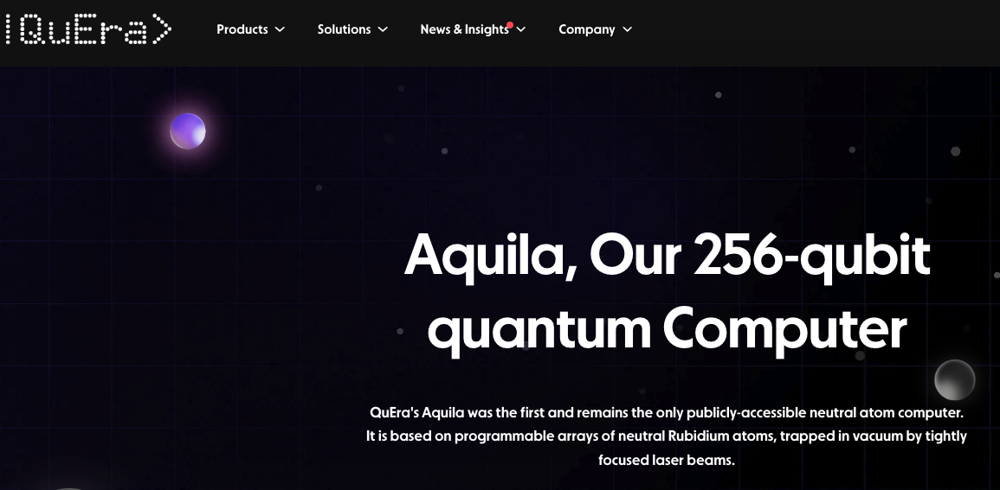 |QuEra>
Products
Solutions
News & Insights
Company
Aquila, Our 256-qubit
quantum Computer
QuEra's Aquila was the first and remains the only publicly-accessible neutral atom computer.
It is based on programmable arrays of neutral Rubidium atoms, trapped in vacuum by tightly
focused laser beams.